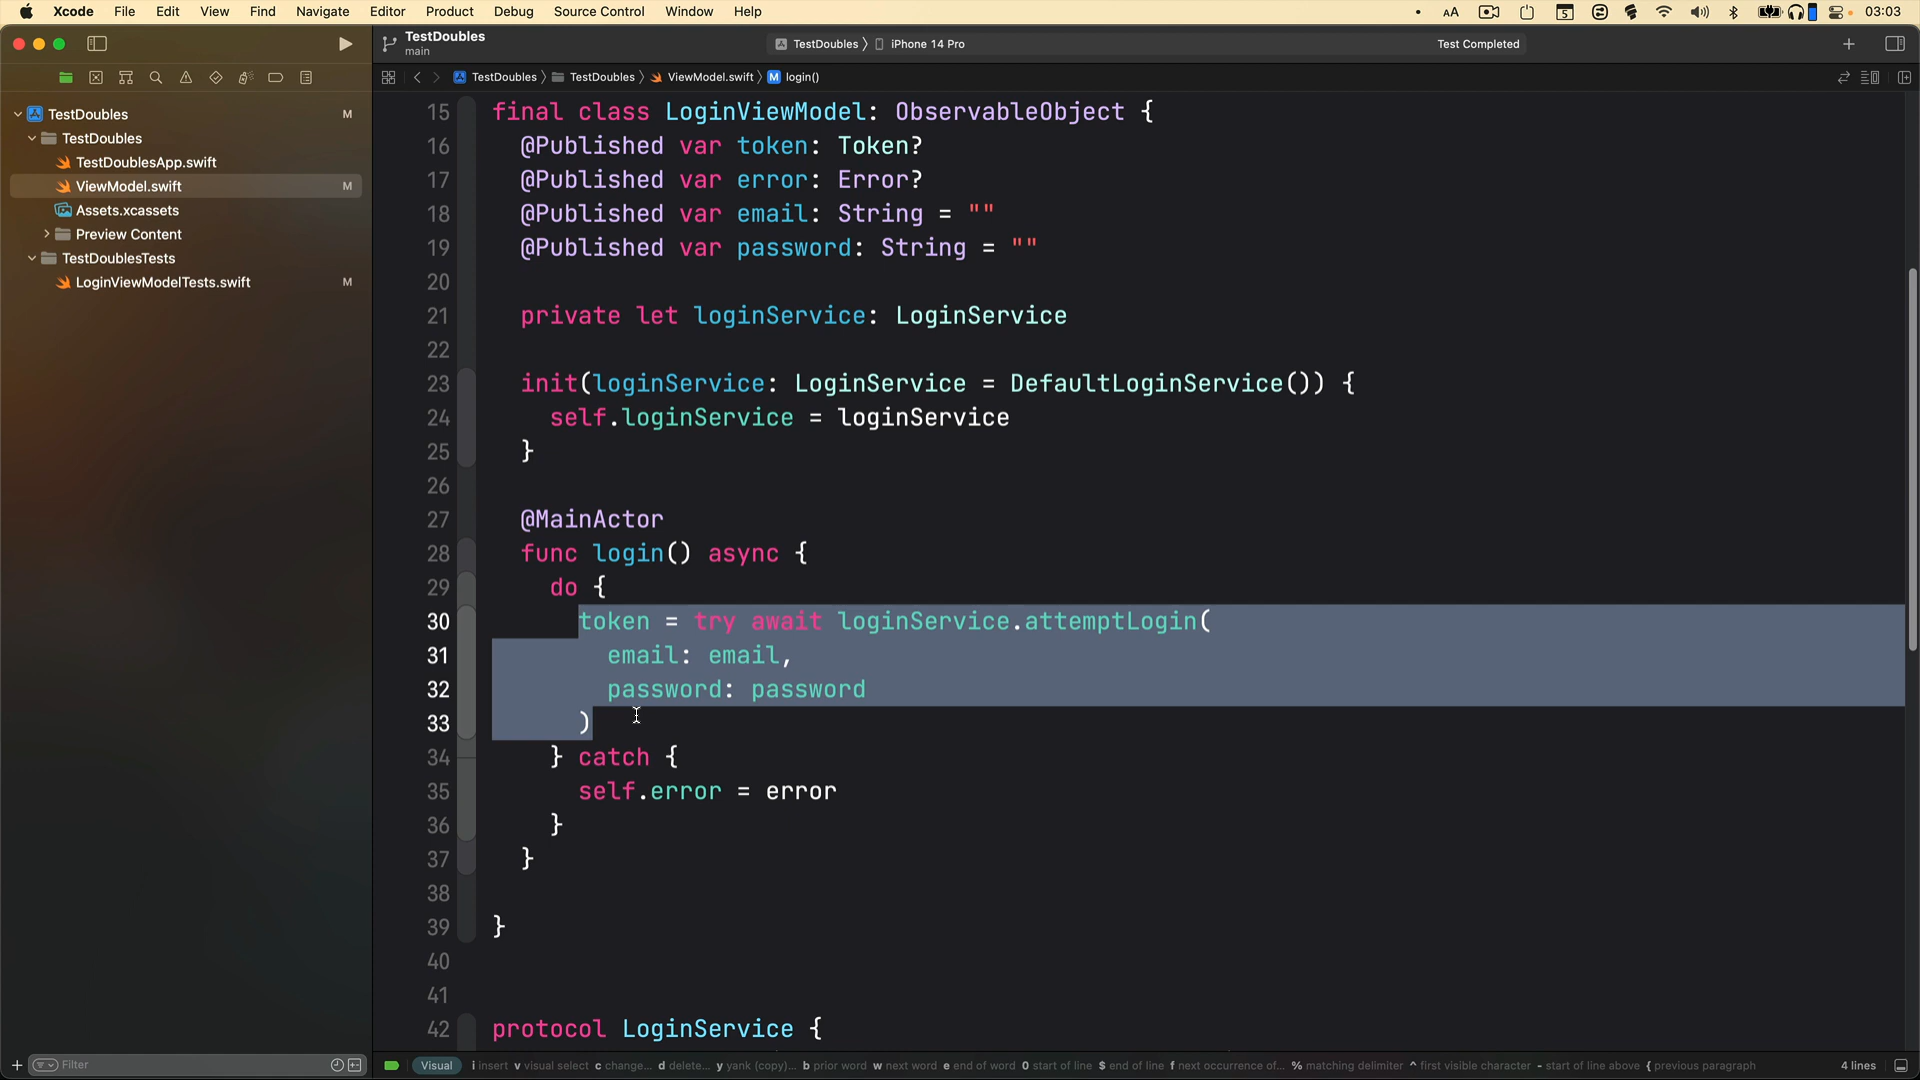 Xcode File Edit View Find Navigate Editor Product Debug Source Control Window Help 03:03
TestDoubles
main
TestDoubles iPhone 14 Pro
Test Completed
TestDoubles TestDoubles ViewModel.swift M login()
TestDoubles M
TestDoubles
TestDoublesApp.swift
ViewModel.swift M
Assets.xcassets
Preview Content
TestDoublesTests
LoginViewModelTests.swift M
15 final class LoginViewModel: ObservableObject {
16 @Published var token: Token?
17 @Published var error: Error?
18 @Published var email: String = ""
19 @Published var password: String = ""
20
21 private let loginService: LoginService
22
23 init(loginService: LoginService = DefaultLoginService()) {
24 self.loginService = loginService
25 }
26
27 @MainActor
28 func login() async {
29 do {
30 token = try await loginService.attemptLogin(
31 email: email,
32 password: password
33 )
34 } catch {
35 self.error = error
36 }
37 }
38
39 }
40
41
42 protocol LoginService {
Filter
Visual i insert v visual select c change... d delete... y yank (copy)... b prior word w next word e end of word 0 start of line $ end of line f next occurrence of... % matching delimiter ^ first visible character - start of line above { previous paragraph 4 lines